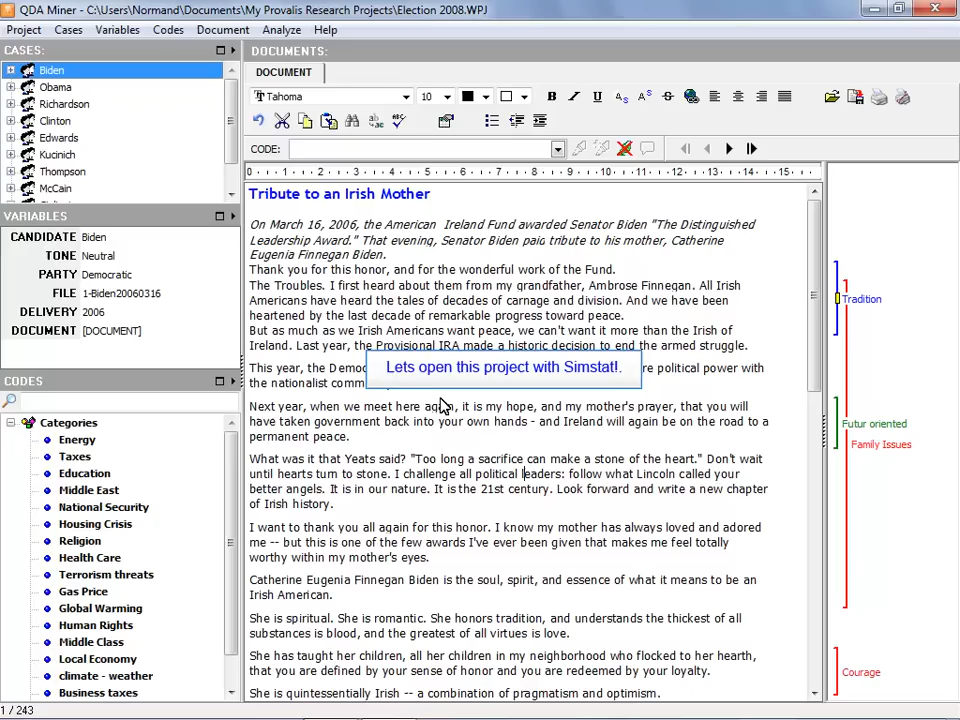 QDA Miner - C:\Users\Normand\Documents\My Provalis Research Projects\Election 2008.WPJ
Project Cases Variables Codes Document Analyze Help
CASES:
Biden
Obama
Richardson
Clinton
Edwards
Kucinich
Thompson
McCain
VARIABLES
CANDIDATE Biden
TONE Neutral
PARTY Democratic
FILE 1-Biden20060316
DELIVERY 2006
DOCUMENT [DOCUMENT]
CODES
Categories
Energy
Taxes
Education
Middle East
National Security
Housing Crisis
Religion
Health Care
Terrorism threats
Gas Price
Global Warming
Human Rights
Middle Class
Local Economy
climate - weather
Business taxes
DOCUMENTS:
DOCUMENT
Tahoma 10 B I U
CODE:
0 1 2 3 4 5 6 7 8 9 10 11 12 13 14 15
Tribute to an Irish Mother
On March 16, 2006, the American Ireland Fund awarded Senator Biden "The Distinguished
Leadership Award." That evening, Senator Biden paid tribute to his mother, Catherine
Eugenia Finnegan Biden.
Thank you for this honor, and for the wonderful work of the Fund.
The Troubles. I first heard about them from my grandfather, Ambrose Finnegan. All Irish
Americans have heard the tales of decades of carnage and division. And we have been
heartened by the last decade of remarkable progress toward peace.
But as much as we Irish Americans want peace, we can't want it more than the Irish of
Ireland. Last year, the Provisional IRA made a historic decision to end the armed struggle.
This year, the Demo re political power with
the nationalist comm
Lets open this project with Simstat!.
Next year, when we meet here again, it is my hope, and my mother's prayer, that you will
have taken government back into your own hands - and Ireland will again be on the road to a
permanent peace.
What was it that Yeats said? "Too long a sacrifice can make a stone of the heart." Don't wait
until hearts turn to stone. I challenge all political leaders: follow what Lincoln called your
better angels. It is in our nature. It is the 21st century. Look forward and write a new chapter
of Irish history.
I want to thank you all again for this honor. I know my mother has always loved and adored
me -- but this is one of the few awards I've ever been given that makes me feel totally
worthy within my mother's eyes.
Catherine Eugenia Finnegan Biden is the soul, spirit, and essence of what it means to be an
Irish American.
She is spiritual. She is romantic. She honors tradition, and understands the thickest of all
substances is blood, and the greatest of all virtues is love.
She has taught her children, all her children in my neighborhood who flocked to her hearth,
that you are defined by your sense of honor and you are redeemed by your loyalty.
She is quintessentially Irish -- a combination of pragmatism and optimism.
Tradition
Futur oriented
Family Issues
Courage
1 / 243